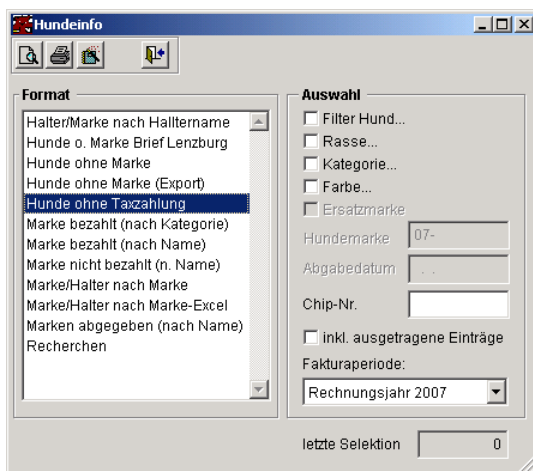 Hundeinfo
Format
Halter/Marke nach Halltername
Hunde o. Marke Brief Lenzburg
Hunde ohne Marke
Hunde ohne Marke (Export)
Hunde ohne Taxzahlung
Marke bezahlt (nach Kategorie)
Marke bezahlt (nach Name)
Marke nicht bezahlt (n. Name)
Marke/Halter nach Marke
Marke/Halter nach Marke-Excel
Marken abgegeben (nach Name)
Recherchen
Auswahl
Filter Hund...
Rasse...
Kategorie...
Farbe...
Ersatzmarke
Hundemarke 07-
Abgabedatum . .
Chip-Nr.
inkl. ausgetragene Einträge
Fakturaperiode:
Rechnungsjahr 2007
letzte Selektion 0